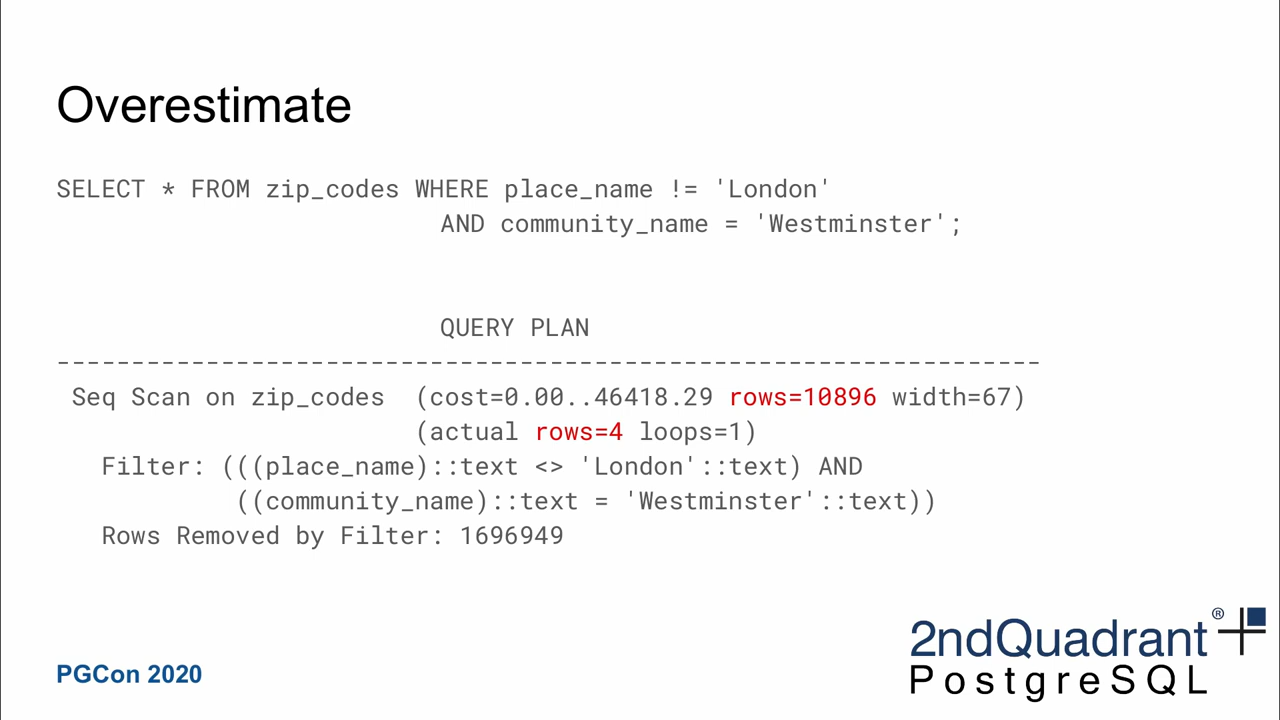 Overestimate
SELECT * FROM zip_codes WHERE place_name != 'London'
AND community_name = 'Westminster';
QUERY PLAN
------------------------------------------------------------------
Seq Scan on zip_codes (cost=0.00..46418.29 rows=10896 width=67)
(actual rows=4 loops=1)
Filter: (((place_name)::text <> 'London'::text) AND
((community_name)::text = 'Westminster'::text))
Rows Removed by Filter: 1696949
2ndQuadrant®
PostgreSQL
PGCon 2020